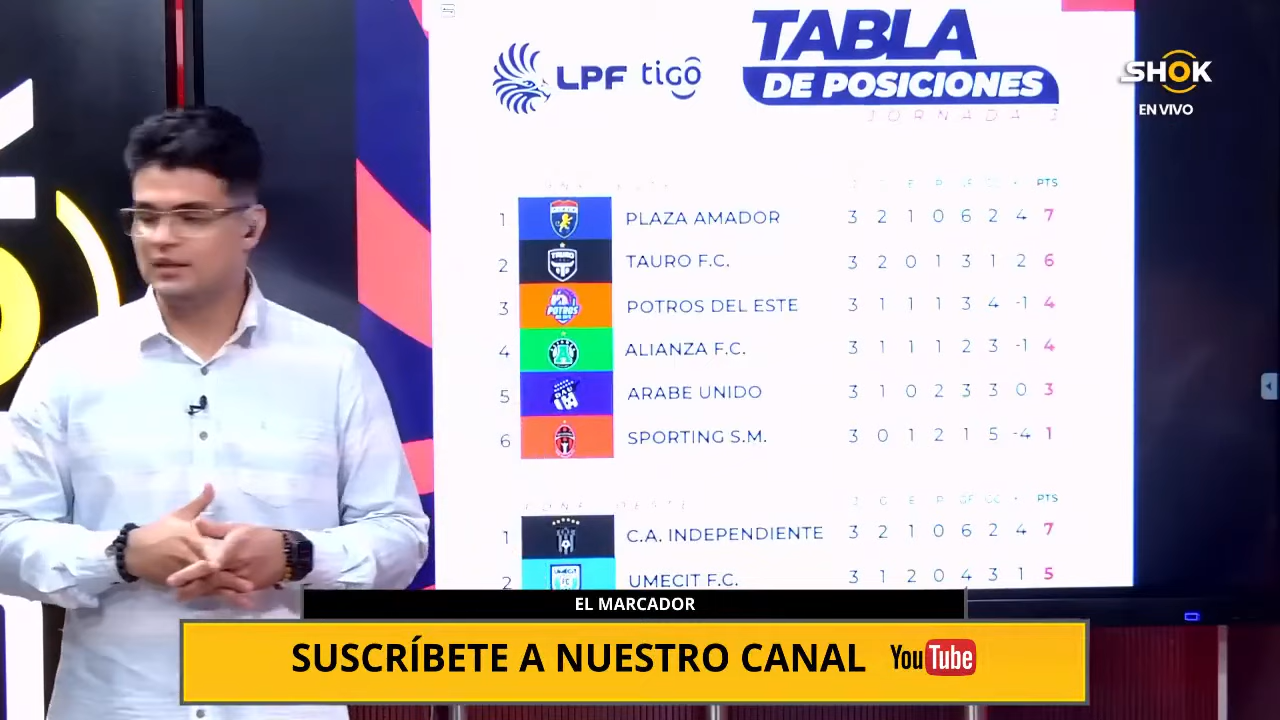 TABLA
DE POSICIONES
JORNADA 3
LPF tigo
SHOK
EN VIVO
PTS
1 PLAZA AMADOR 3 2 1 0 6 2 4 7
2 TAURO F.C. 3 2 0 1 3 1 2 6
3 POTROS DEL ESTE 3 1 1 1 3 4 -1 4
4 ALIANZA F.C. 3 1 1 1 2 3 -1 4
5 ARABE UNIDO 3 1 0 2 3 3 0 3
6 SPORTING S.M. 3 0 1 2 1 5 -4 1
PTS
1 C.A. INDEPENDIENTE 3 2 1 0 6 2 4 7
2 UMECIT F.C. 3 1 2 0 4 3 1 5
EL MARCADOR
SUSCRÍBETE A NUESTRO CANAL YouTube